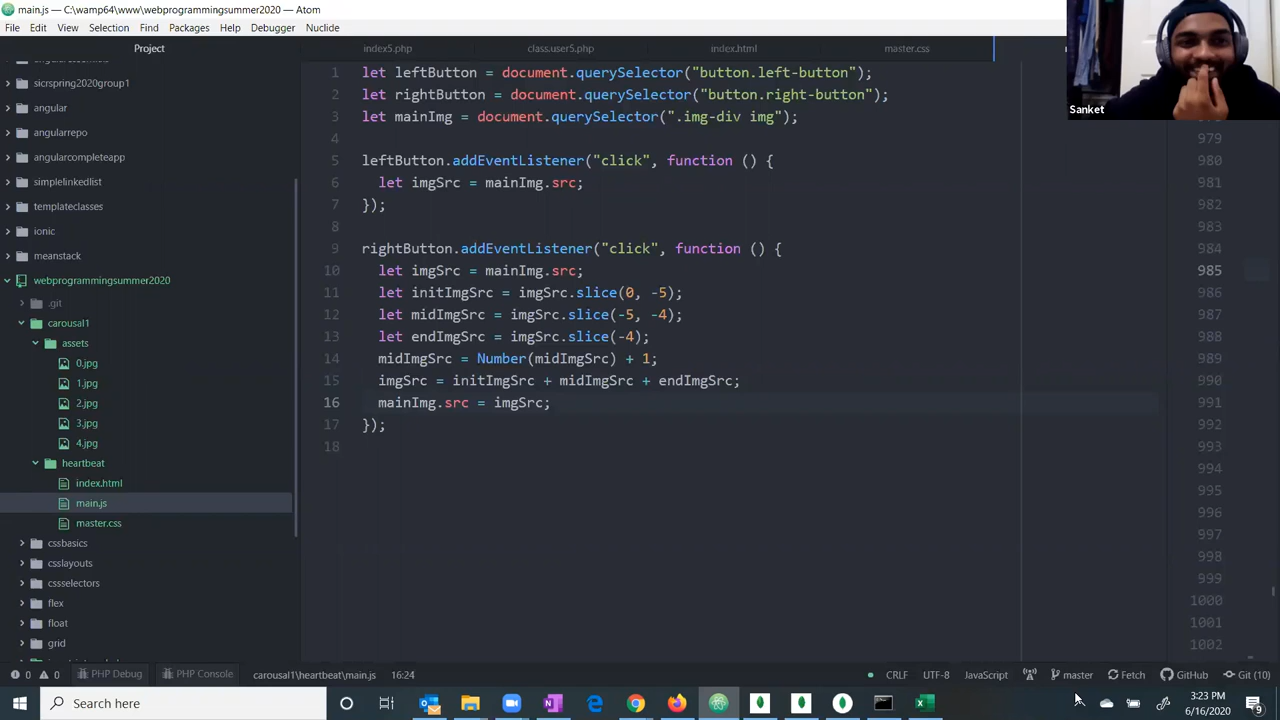 main.js — C:\wamp64\www\webprogrammingsummer2020 — Atom
File Edit View Selection Find Packages Debugger Nuclide
Project
index5.php class.user5.php index.html master.css
sicrspring2020group1
angular
angularrepo
angularcompleteapp
simplelinkedlist
templateclasses
ionic
meanstack
webprogrammingsummer2020
.git
carousal1
assets
0.jpg
1.jpg
2.jpg
3.jpg
4.jpg
heartbeat
index.html
main.js
master.css
cssbasics
csslayouts
cssselectors
flex
float
grid
1 let leftButton = document.querySelector("button.left-button");
2 let rightButton = document.querySelector("button.right-button");
3 let mainImg = document.querySelector(".img-div img");
4
5 leftButton.addEventListener("click", function () {
6 let imgSrc = mainImg.src;
7 });
8
9 rightButton.addEventListener("click", function () {
10 let imgSrc = mainImg.src;
11 let initImgSrc = imgSrc.slice(0, -5);
12 let midImgSrc = imgSrc.slice(-5, -4);
13 let endImgSrc = imgSrc.slice(-4);
14 midImgSrc = Number(midImgSrc) + 1;
15 imgSrc = initImgSrc + midImgSrc + endImgSrc;
16 mainImg.src = imgSrc;
17 });
18
Sanket
979
980
981
982
983
984
985
986
987
988
989
990
991
992
993
994
995
996
997
998
999
1000
1001
1002
0 0 PHP Debug PHP Console carousal1\heartbeat\main.js 16:24 CRLF UTF-8 JavaScript master Fetch GitHub Git (10)
Search here
3:23 PM
6/16/2020
9